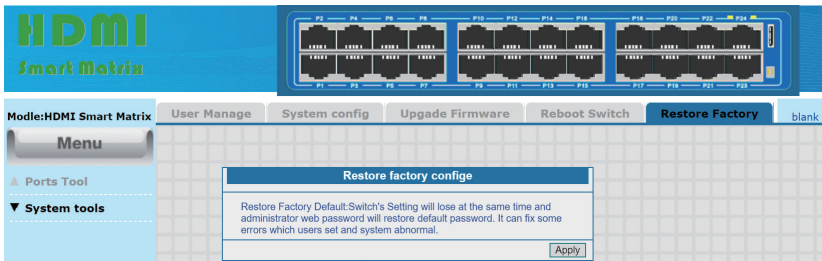 HDMI
Smart Matrix
P2 P4 P6 P8 P10 P12 P14 P16 P18 P20 P22 P24
P1 P3 P5 P7 P9 P11 P13 P15 P17 P19 P21 P23
Modle:HDMI Smart Matrix
User Manage
System config
Upgade Firmware
Reboot Switch
Restore Factory
blank
Menu
Ports Tool
System tools
Restore factory confige
Restore Factory Default:Switch's Setting will lose at the same time and
administrator web password will restore default password. It can fix some
errors which users set and system abnormal.
Apply